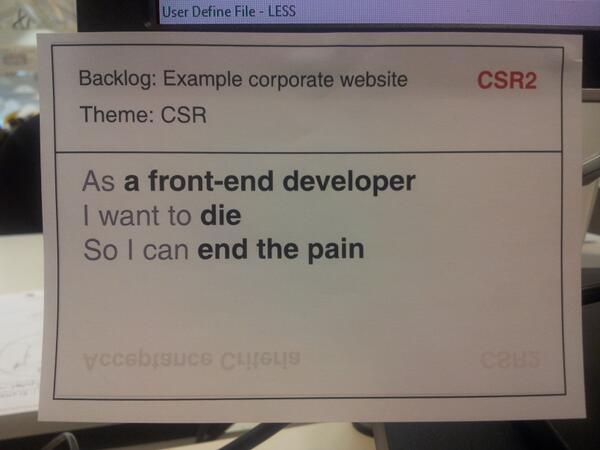 User Define File - LESS
Backlog: Example corporate website CSR2
Theme: CSR
As a front-end developer
I want to die
So I can end the pain
Acceptance Criteria CSR2